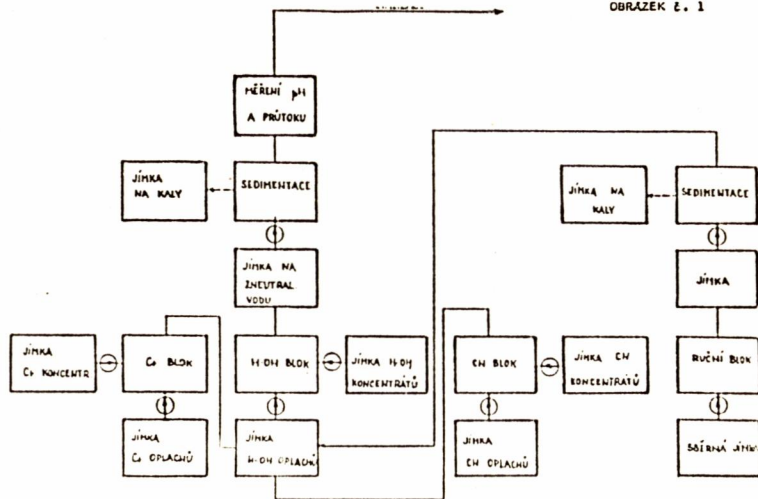 OBRÁZEK č. 1
MĚŘENÍ pH
A PRŮTOKU
JÍMKA
NA KALY
SEDIMENTACE
JÍMKA NA
KALY
SEDIMENTACE
JÍMKA NA
ZNEUTRAL
VODU
JÍMKA
JÍMKA
Cr KONCENTR
Cr BLOK
H-OH BLOK
JÍMKA H-OH
KONCENTRÁTŮ
CN BLOK
JÍMKA CN
KONCENTRÁTŮ
RUČNÍ BLOK
JÍMKA
Cr OPLACHŮ
JÍMKA
H-OH OPLACHŮ
JÍMKA
CN OPLACHŮ
SBĚRNÁ JÍMKA